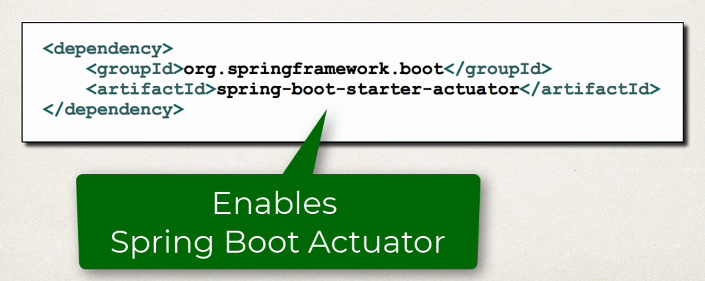 <dependency>
    <groupId>org.springframework.boot</groupId>
    <artifactId>spring-boot-starter-actuator</artifactId>
</dependency>
Enables
Spring Boot Actuator